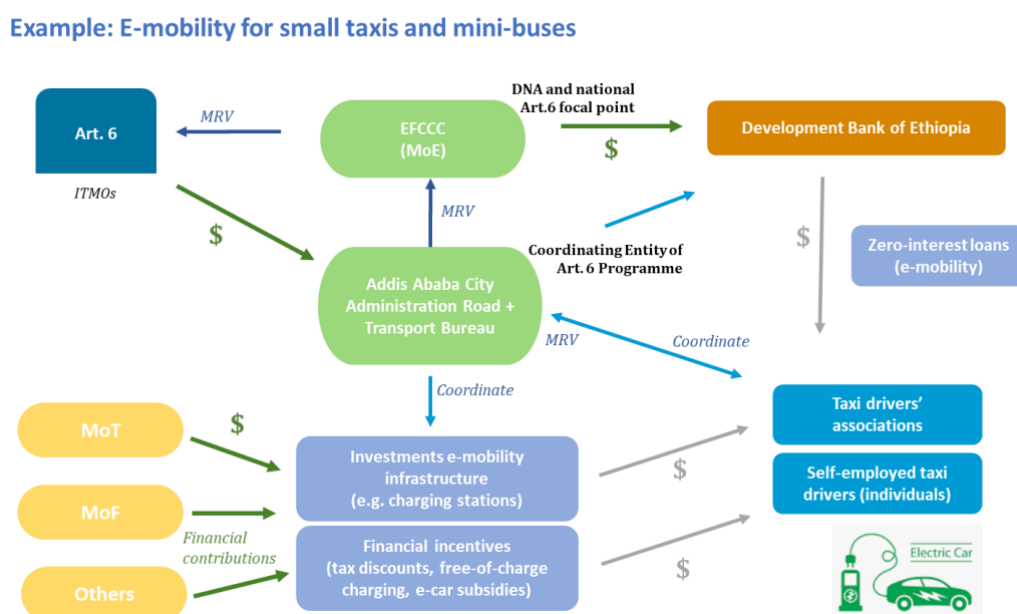 Example: E-mobility for small taxis and mini-buses
DNA and national
Art.6 focal point
MRV
Art. 6
EFCCC
(MoE)
Development Bank of Ethiopia
$
ITMOs
MRV
$
$
Coordinating Entity of
Art. 6 Programme
Zero-interest loans
(e-mobility)
Addis Ababa City
Administration Road +
Transport Bureau
MRV
Coordinate
Coordinate
MoT
$
Taxi drivers’
associations
Investments e-mobility
infrastructure
(e.g. charging stations)
$
Self-employed taxi
drivers (individuals)
MoF
Financial
contributions
Financial incentives
(tax discounts, free-of-charge
charging, e-car subsidies)
$
Electric Car
Others